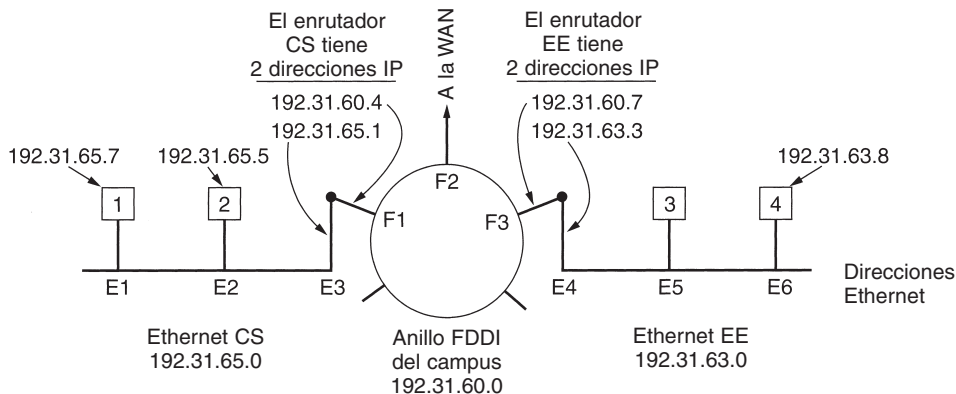 El enrutador
CS tiene
2 direcciones IP
192.31.60.4
192.31.65.1
A la WAN
El enrutador
EE tiene
2 direcciones IP
192.31.60.7
192.31.63.3
192.31.65.7
192.31.65.5
192.31.63.8
1
2
F1
F2
F3
3
4
E1
E2
E3
E4
E5
E6
Direcciones
Ethernet
Ethernet CS
192.31.65.0
Anillo FDDI
del campus
192.31.60.0
Ethernet EE
192.31.63.0